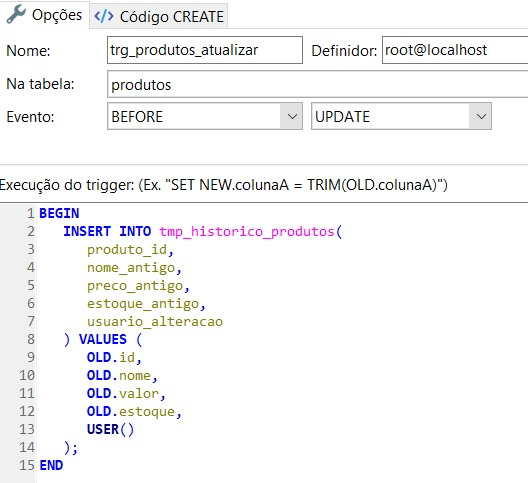 Opções </> Código CREATE
Nome: trg_produtos_atualizar Definidor: root@localhost
Na tabela: produtos
Evento: BEFORE UPDATE
Execução do trigger: (Ex. "SET NEW.colunaA = TRIM(OLD.colunaA)")
1 BEGIN
2 INSERT INTO tmp_historico_produtos(
3 produto_id,
4 nome_antigo,
5 preco_antigo,
6 estoque_antigo,
7 usuario_alteracao
8 ) VALUES (
9 OLD.id,
10 OLD.nome,
11 OLD.valor,
12 OLD.estoque,
13 USER()
14 );
15 END